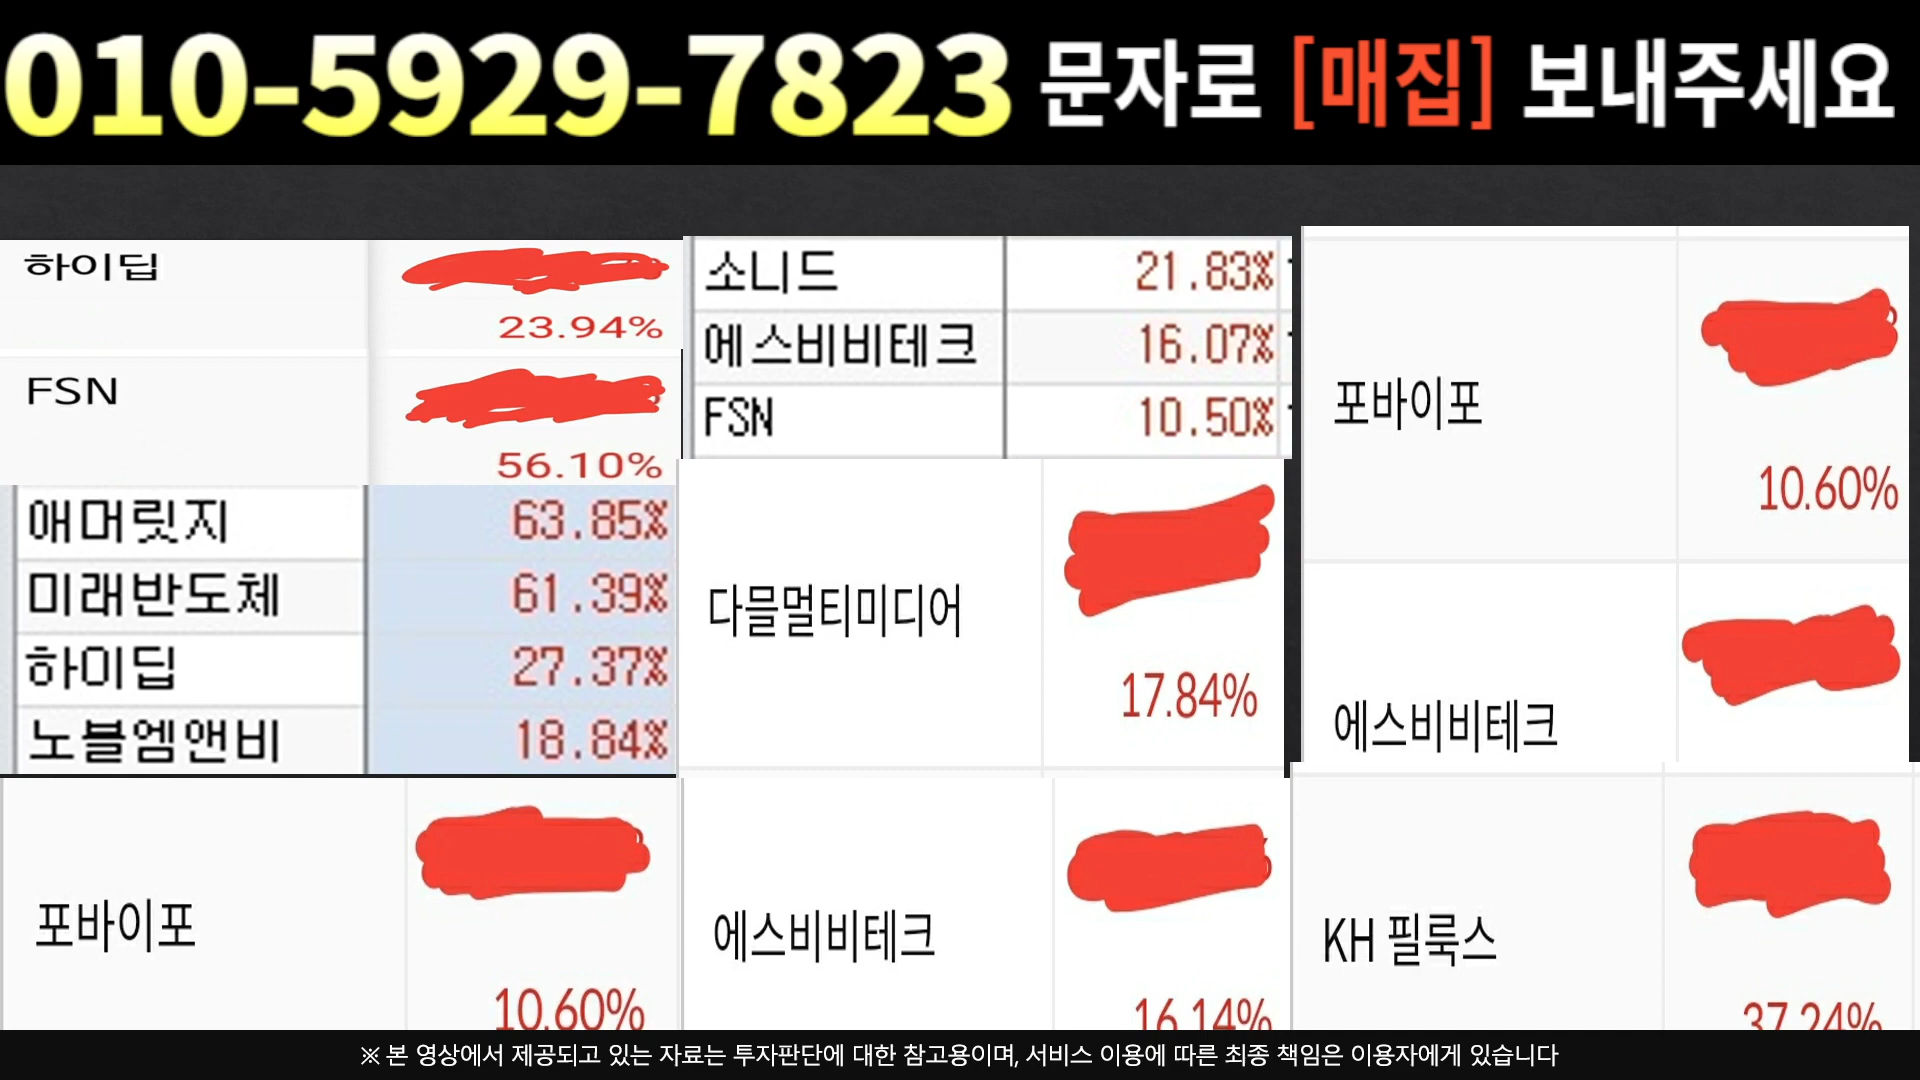 010-5929-7823 문자로 [매집] 보내주세요
하이딥
23.94%
FSN
56.10%
애머릿지 63.85%
미래반도체 61.39%
하이딥 27.37%
노블엠앤비 18.84%
소니드 21.83%
에스비비테크 16.07%
FSN 10.50%
다믈멀티미디어
17.84%
포바이포
10.60%
에스비비테크
포바이포
10.60%
에스비비테크
16.14%
KH 필룩스
37.24%
※ 본 영상에서 제공되고 있는 자료는 투자판단에 대한 참고용이며, 서비스 이용에 따른 최종 책임은 이용자에게 있습니다